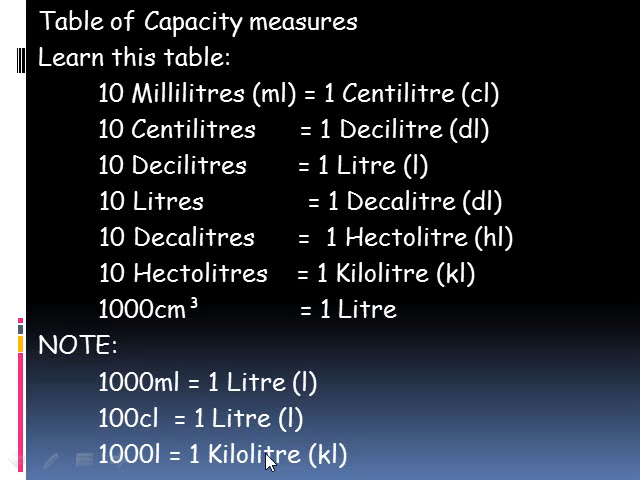 Table of Capacity measures
Learn this table:
10 Millilitres (ml) = 1 Centilitre (cl)
10 Centilitres = 1 Decilitre (dl)
10 Decilitres = 1 Litre (l)
10 Litres = 1 Decalitre (dl)
10 Decalitres = 1 Hectolitre (hl)
10 Hectolitres = 1 Kilolitre (kl)
1000cm³ = 1 Litre
NOTE:
1000ml = 1 Litre (l)
100cl = 1 Litre (l)
1000l = 1 Kilolitre (kl)